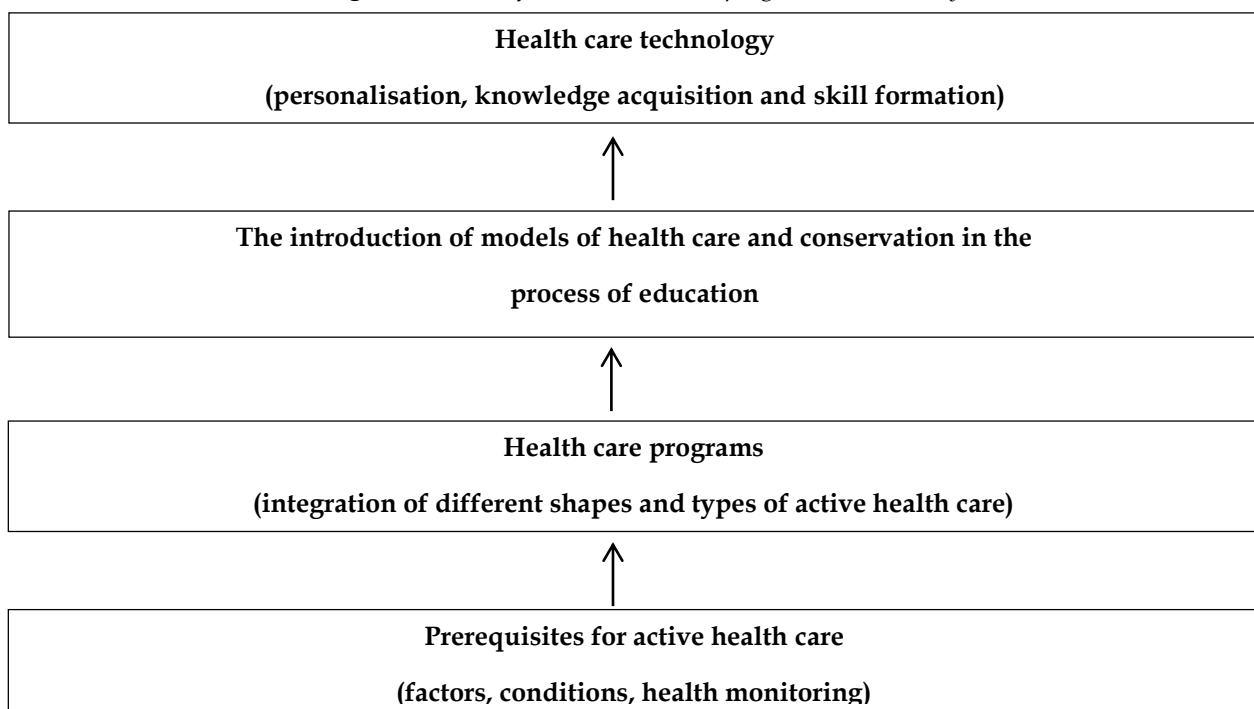 Health care technology
(personalisation, knowledge acquisition and skill formation)
The introduction of models of health care and conservation in the
process of education
Health care programs
(integration of different shapes and types of active health care)
Prerequisites for active health care
(factors, conditions, health monitoring)